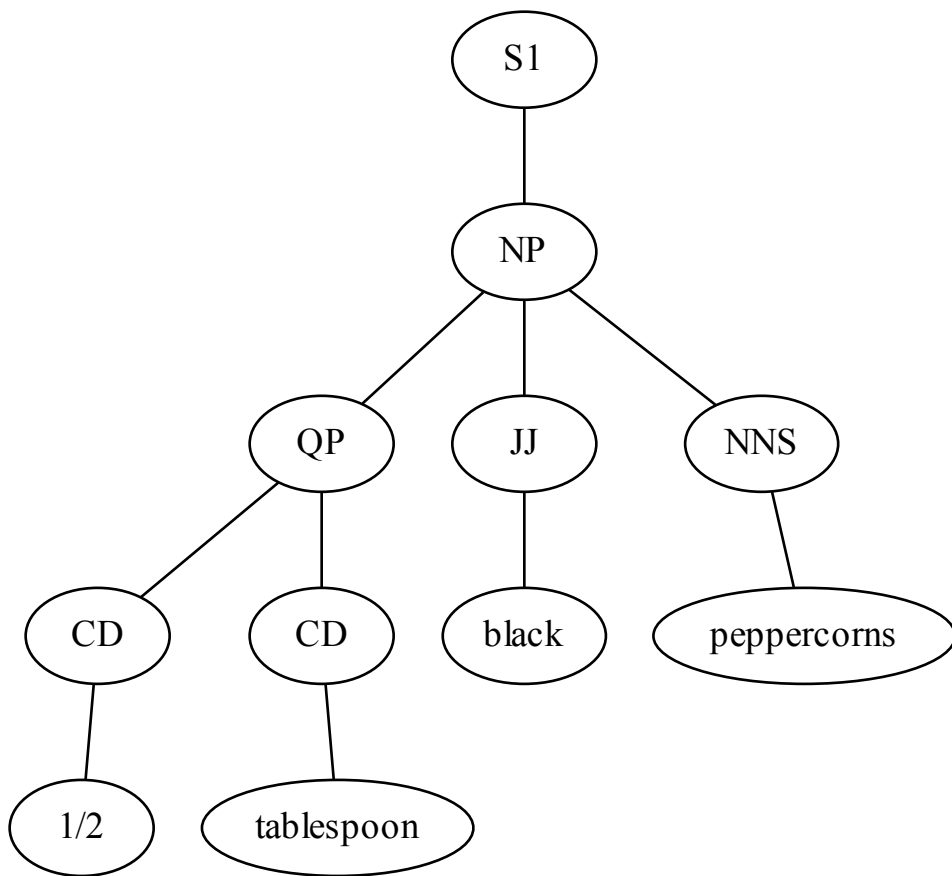 S1
NP
QP JJ NNS
CD CD black peppercorns
1/2 tablespoon